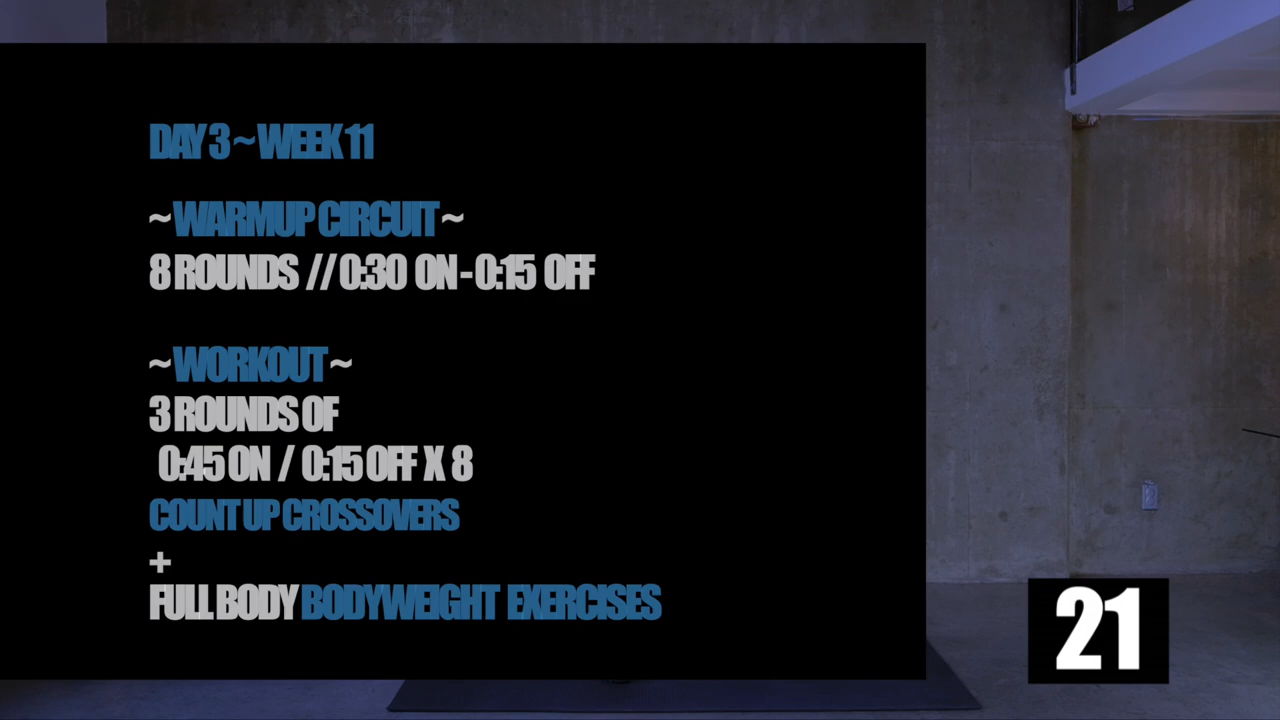 DAY 3 ~ WEEK 11
~ WARMUP CIRCUIT ~
8 ROUNDS // 0:30 ON - 0:15 OFF
~ WORKOUT ~
3 ROUNDS OF
0:45 ON / 0:15 OFF X 8
COUNT UP CROSSOVERS
+
FULL BODY BODYWEIGHT EXERCISES
21